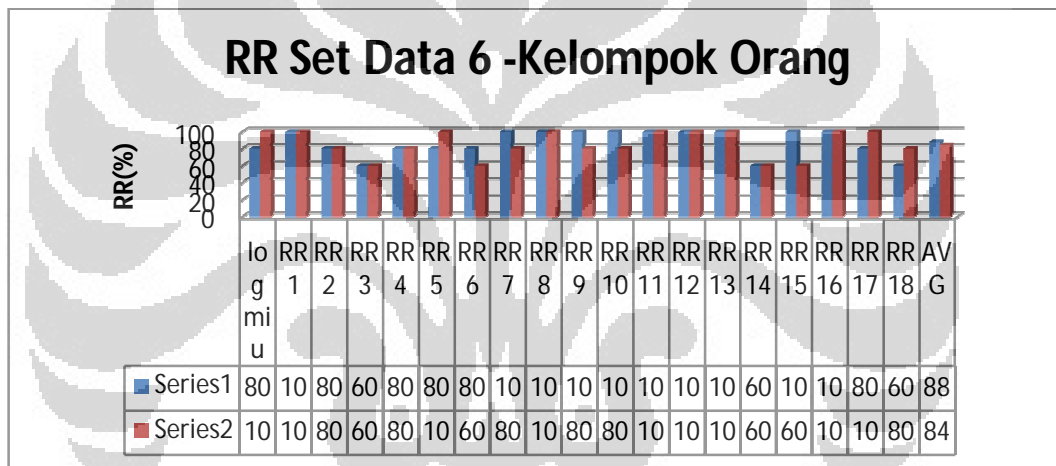 RR Set Data 6 -Kelompok Orang
RR(%)
100
80
60
40
20
0
log miu RR 1 RR 2 RR 3 RR 4 RR 5 RR 6 RR 7 RR 8 RR 9 RR 10 RR 11 RR 12 RR 13 RR 14 RR 15 RR 16 RR 17 RR 18 AVG
Series1 80 10 80 60 80 80 80 10 10 10 10 10 10 10 60 10 10 80 60 88
Series2 10 10 80 60 80 10 60 80 10 80 80 10 10 10 60 60 10 10 80 84